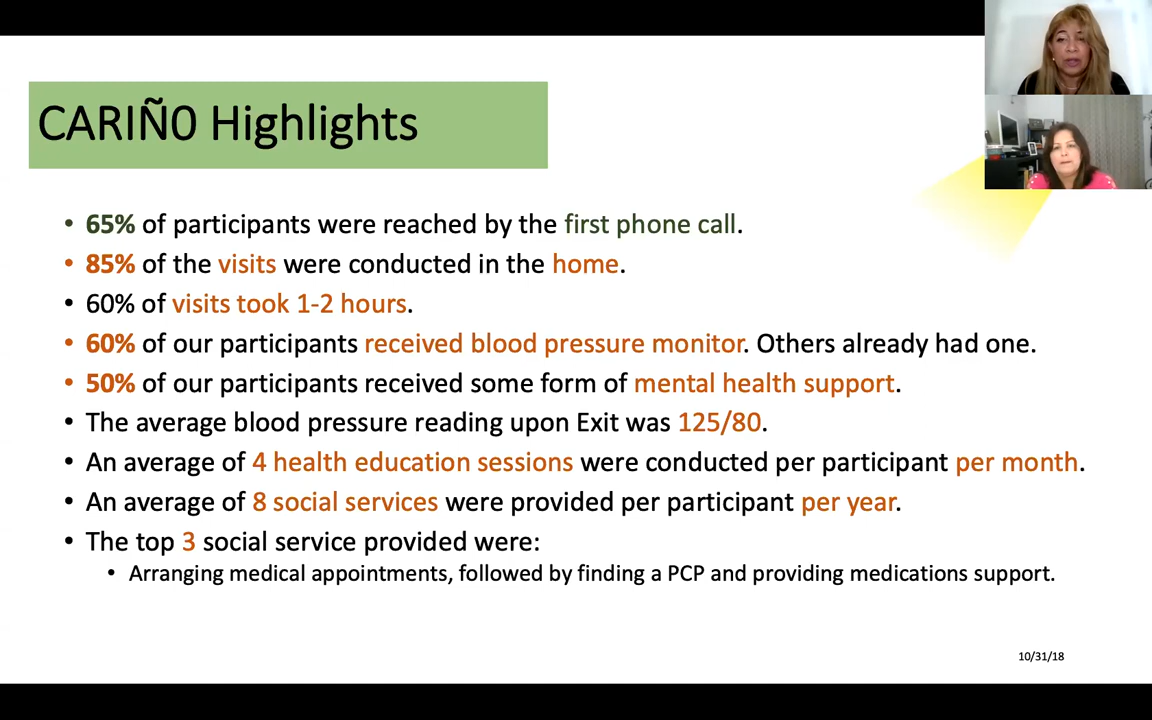 CARIÑ0 Highlights
• 65% of participants were reached by the first phone call.
• 85% of the visits were conducted in the home.
• 60% of visits took 1-2 hours.
• 60% of our participants received blood pressure monitor. Others already had one.
• 50% of our participants received some form of mental health support.
• The average blood pressure reading upon Exit was 125/80.
• An average of 4 health education sessions were conducted per participant per month.
• An average of 8 social services were provided per participant per year.
• The top 3 social service provided were:
• Arranging medical appointments, followed by finding a PCP and providing medications support.
10/31/18